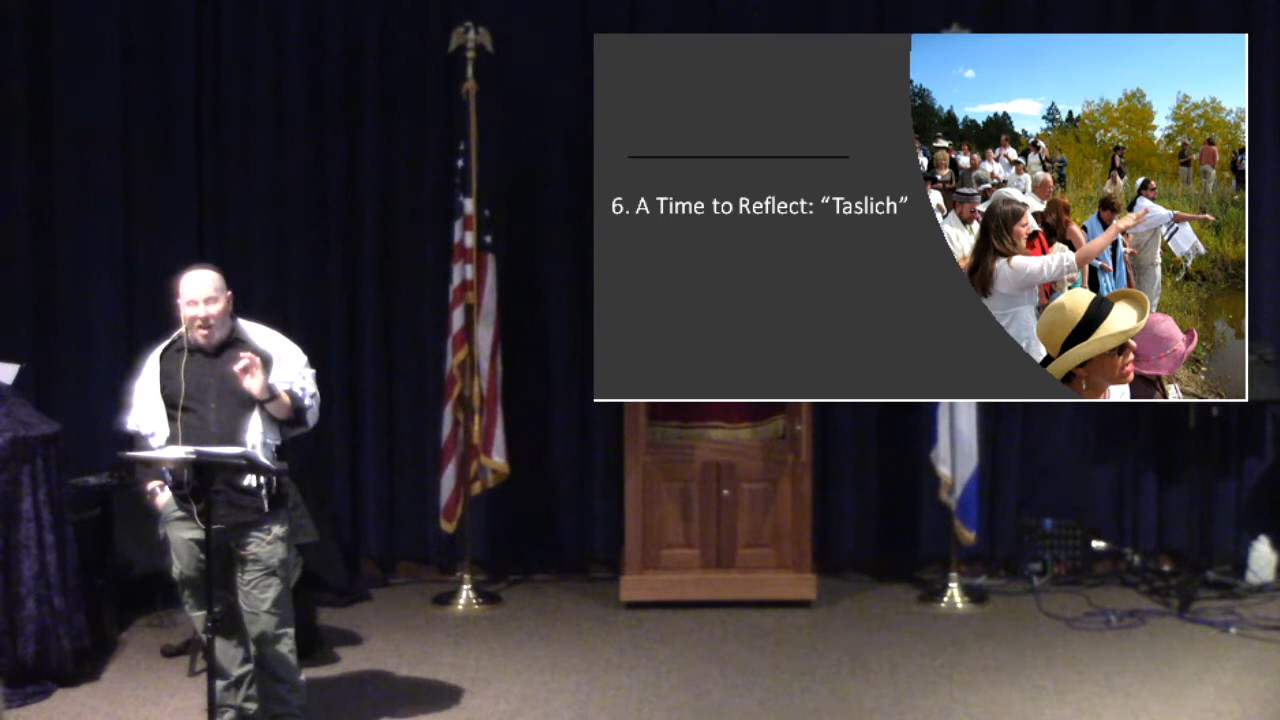 6. A Time to Reflect: “Taslich”